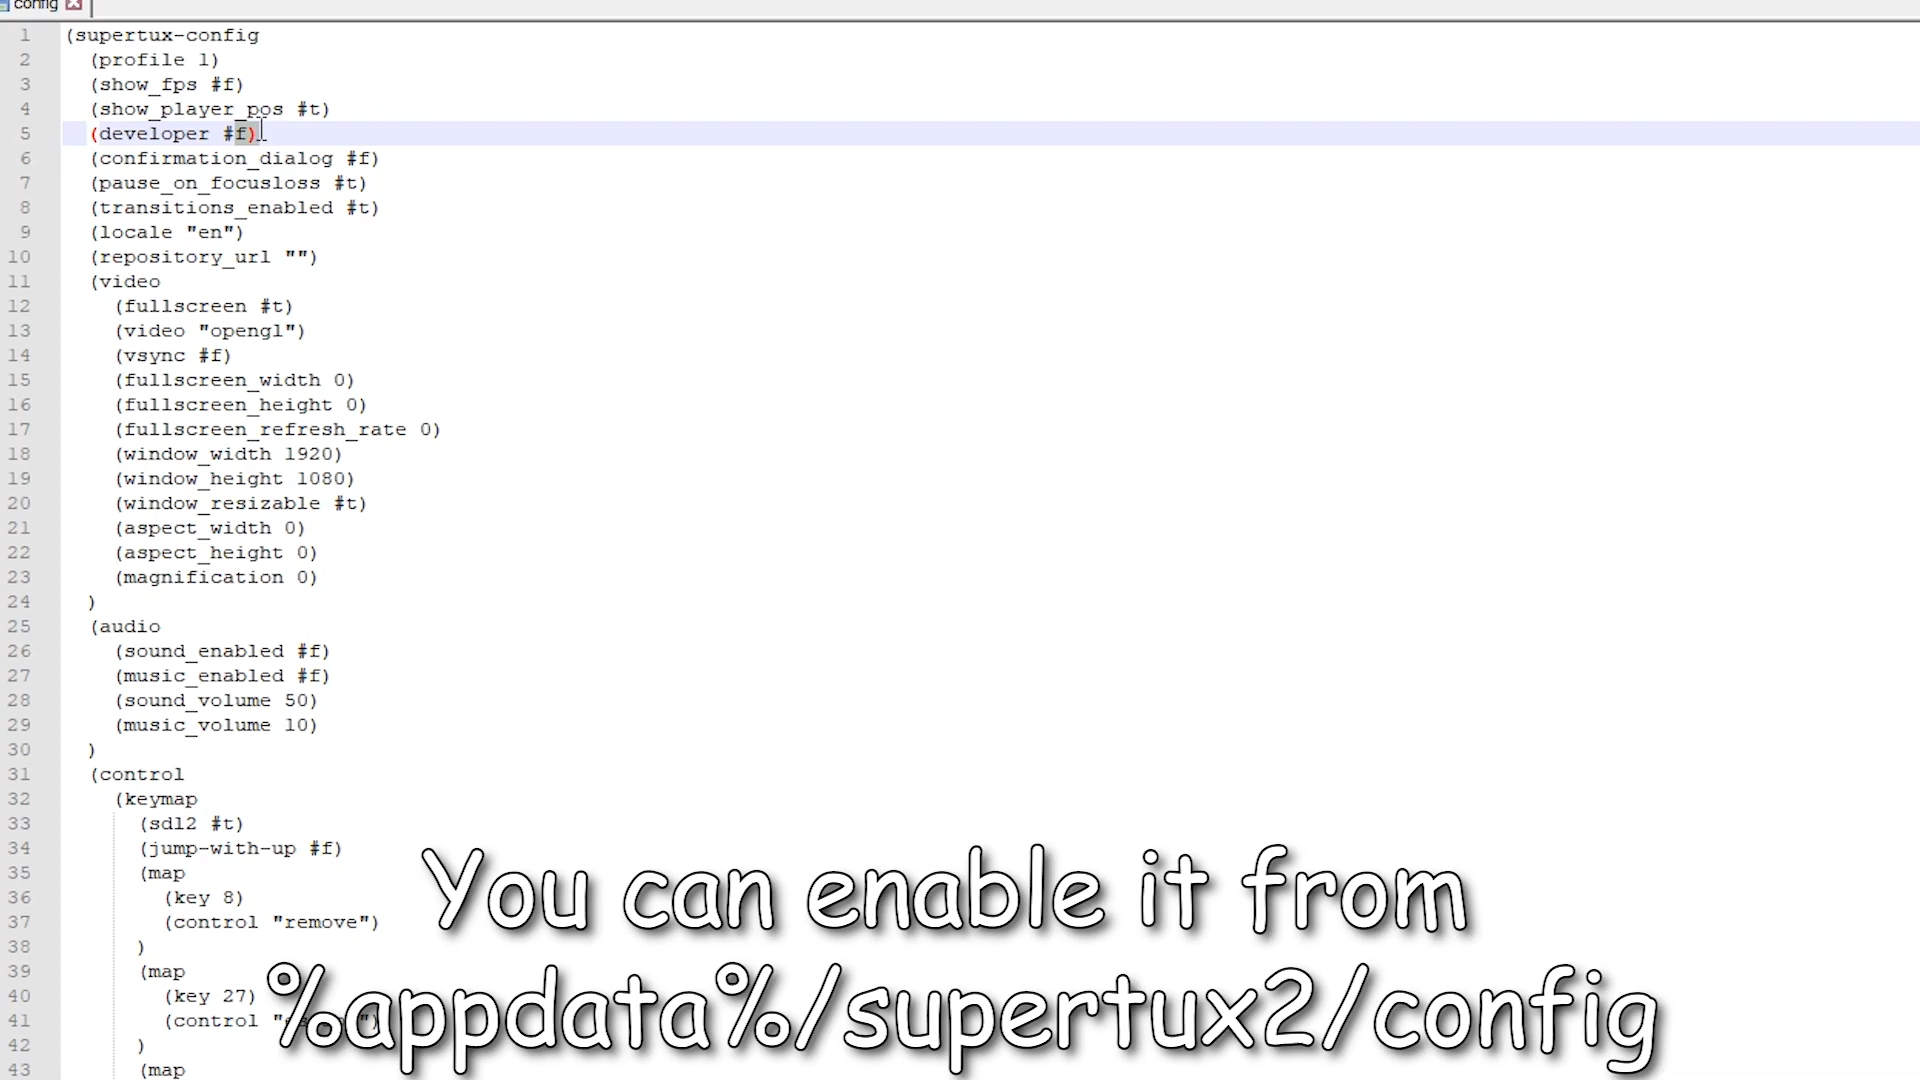 config
1 (supertux-config
2 (profile 1)
3 (show_fps #f)
4 (show_player_pos #t)
5 (developer #f)
6 (confirmation_dialog #f)
7 (pause_on_focusloss #t)
8 (transitions_enabled #t)
9 (locale "en")
10 (repository_url "")
11 (video
12 (fullscreen #t)
13 (video "opengl")
14 (vsync #f)
15 (fullscreen_width 0)
16 (fullscreen_height 0)
17 (fullscreen_refresh_rate 0)
18 (window_width 1920)
19 (window_height 1080)
20 (window_resizable #t)
21 (aspect_width 0)
22 (aspect_height 0)
23 (magnification 0)
24 )
25 (audio
26 (sound_enabled #f)
27 (music_enabled #f)
28 (sound_volume 50)
29 (music_volume 10)
30 )
31 (control
32 (keymap
33 (sdl2 #t)
34 (jump-with-up #f)
35 (map
36 (key 8)
37 (control "remove")
38 )
39 (map
40 (key 27)
41 (control
42 )
43 (map
You can enable it from
%appdata%/supertux2/config